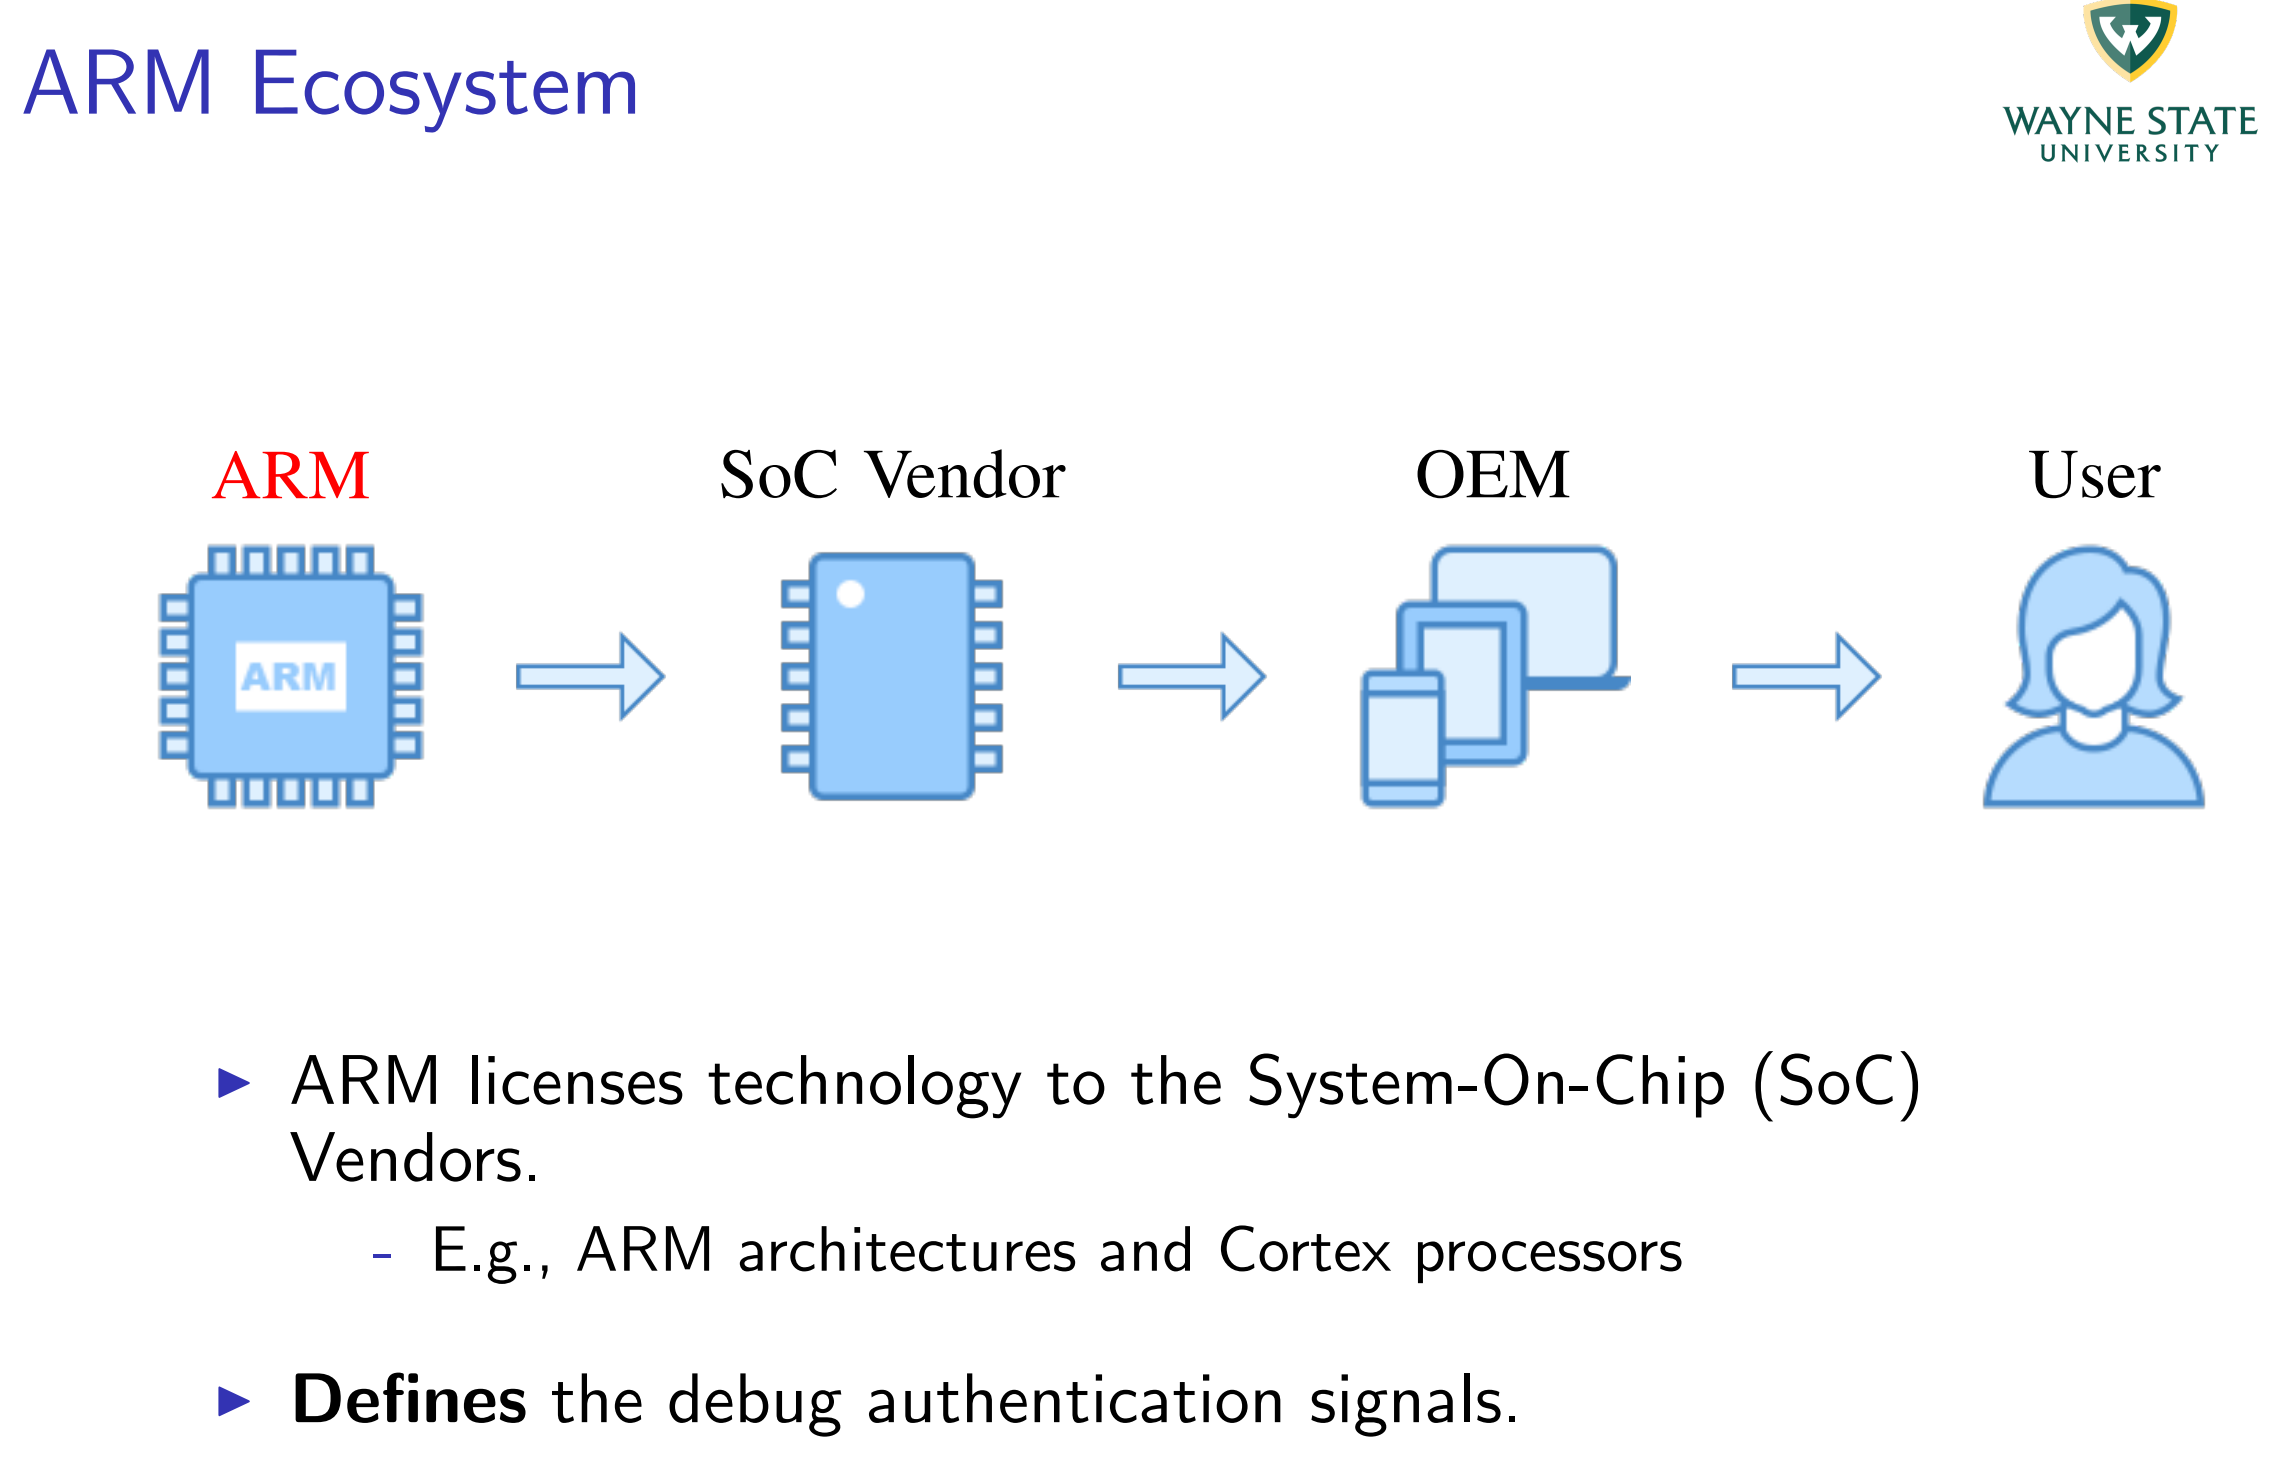 ARM Ecosystem
WAYNE STATE
UNIVERSITY
ARM
SoC Vendor
OEM
User
ARM
► ARM licenses technology to the System-On-Chip (SoC)
Vendors.
- E.g., ARM architectures and Cortex processors
► Defines the debug authentication signals.